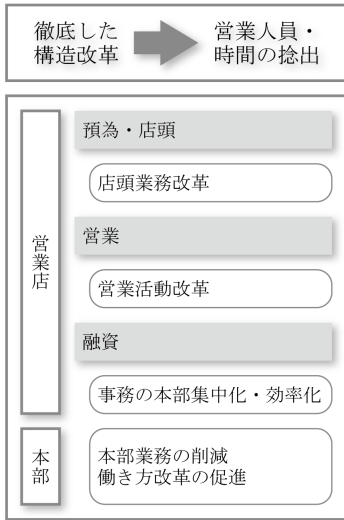 徹底した
構造改革
営業人員・
時間の捻出
営業店
預為・店頭
店頭業務改革
営業
営業活動改革
融資
事務の本部集中化・効率化
本部
本部業務の削減
働き方改革の促進